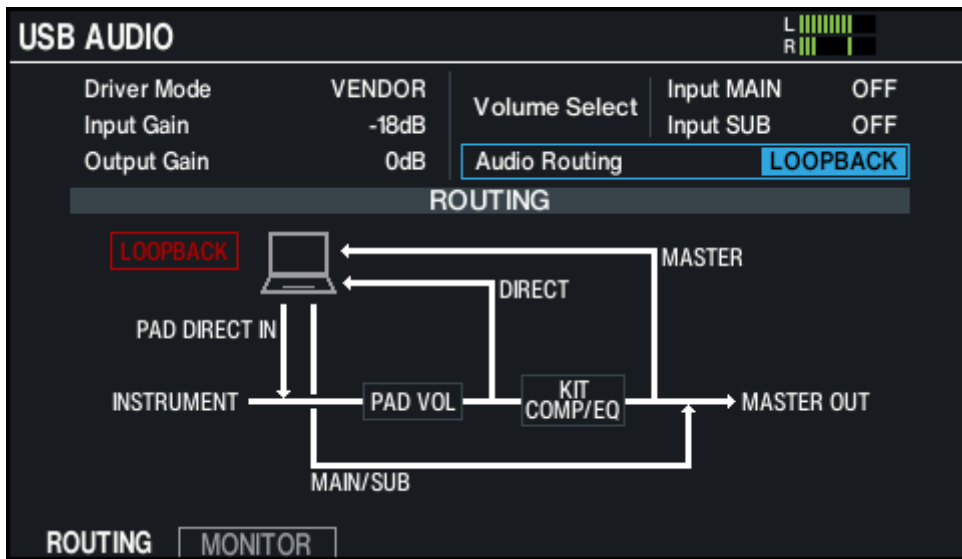 USB AUDIO
L
R
Driver Mode VENDOR
Input Gain -18dB
Output Gain 0dB
Volume Select
Input MAIN OFF
Input SUB OFF
Audio Routing LOOPBACK
ROUTING
LOOPBACK
MASTER
DIRECT
PAD DIRECT IN
INSTRUMENT
PAD VOL
KIT
COMP/EQ
MASTER OUT
MAIN/SUB
ROUTING MONITOR